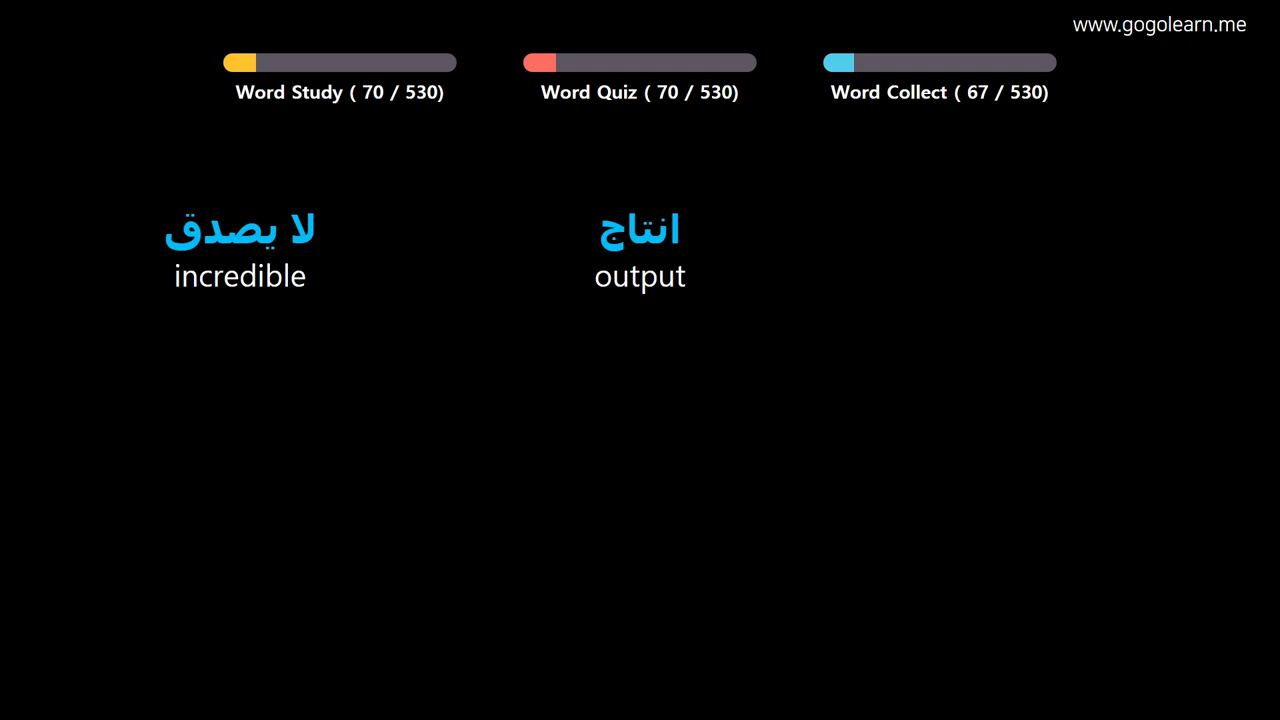 www.gogolearn.me
Word Study ( 70 / 530)
Word Quiz ( 70 / 530)
Word Collect ( 67 / 530)
لا يصدق
incredible
انتاج
output